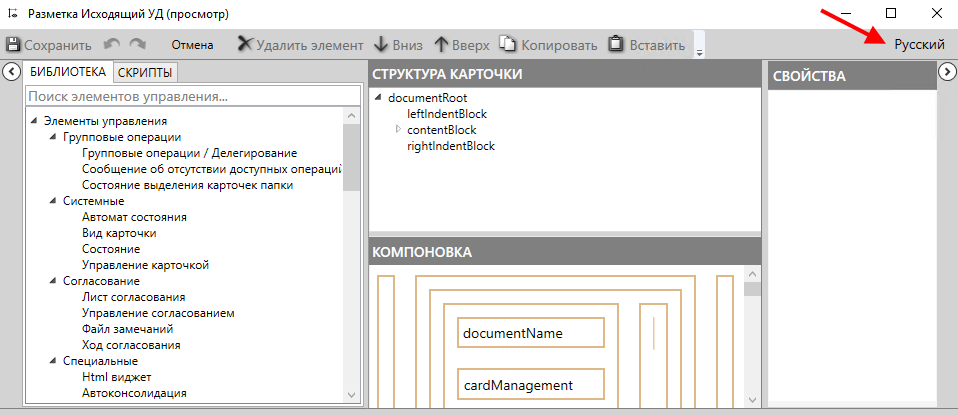 Разметка Исходящий УД (просмотр)
Сохранить Отмена Удалить элемент Вниз Вверх Копировать Вставить Русский
БИБЛИОТЕКА СКРИПТЫ
Поиск элементов управления...
Элементы управления
Групповые операции
Групповые операции / Делегирование
Сообщение об отсутствии доступных операций
Состояние выделения карточек папки
Системные
Автомат состояния
Вид карточки
Состояние
Управление карточкой
Согласование
Лист согласования
Управление согласованием
Файл замечаний
Ход согласования
Специальные
Html виджет
Автоконсолидация
СТРУКТУРА КАРТОЧКИ
documentRoot
leftIndentBlock
contentBlock
rightIndentBlock
КОМПОНОВКА
documentName
cardManagement
СВОЙСТВА